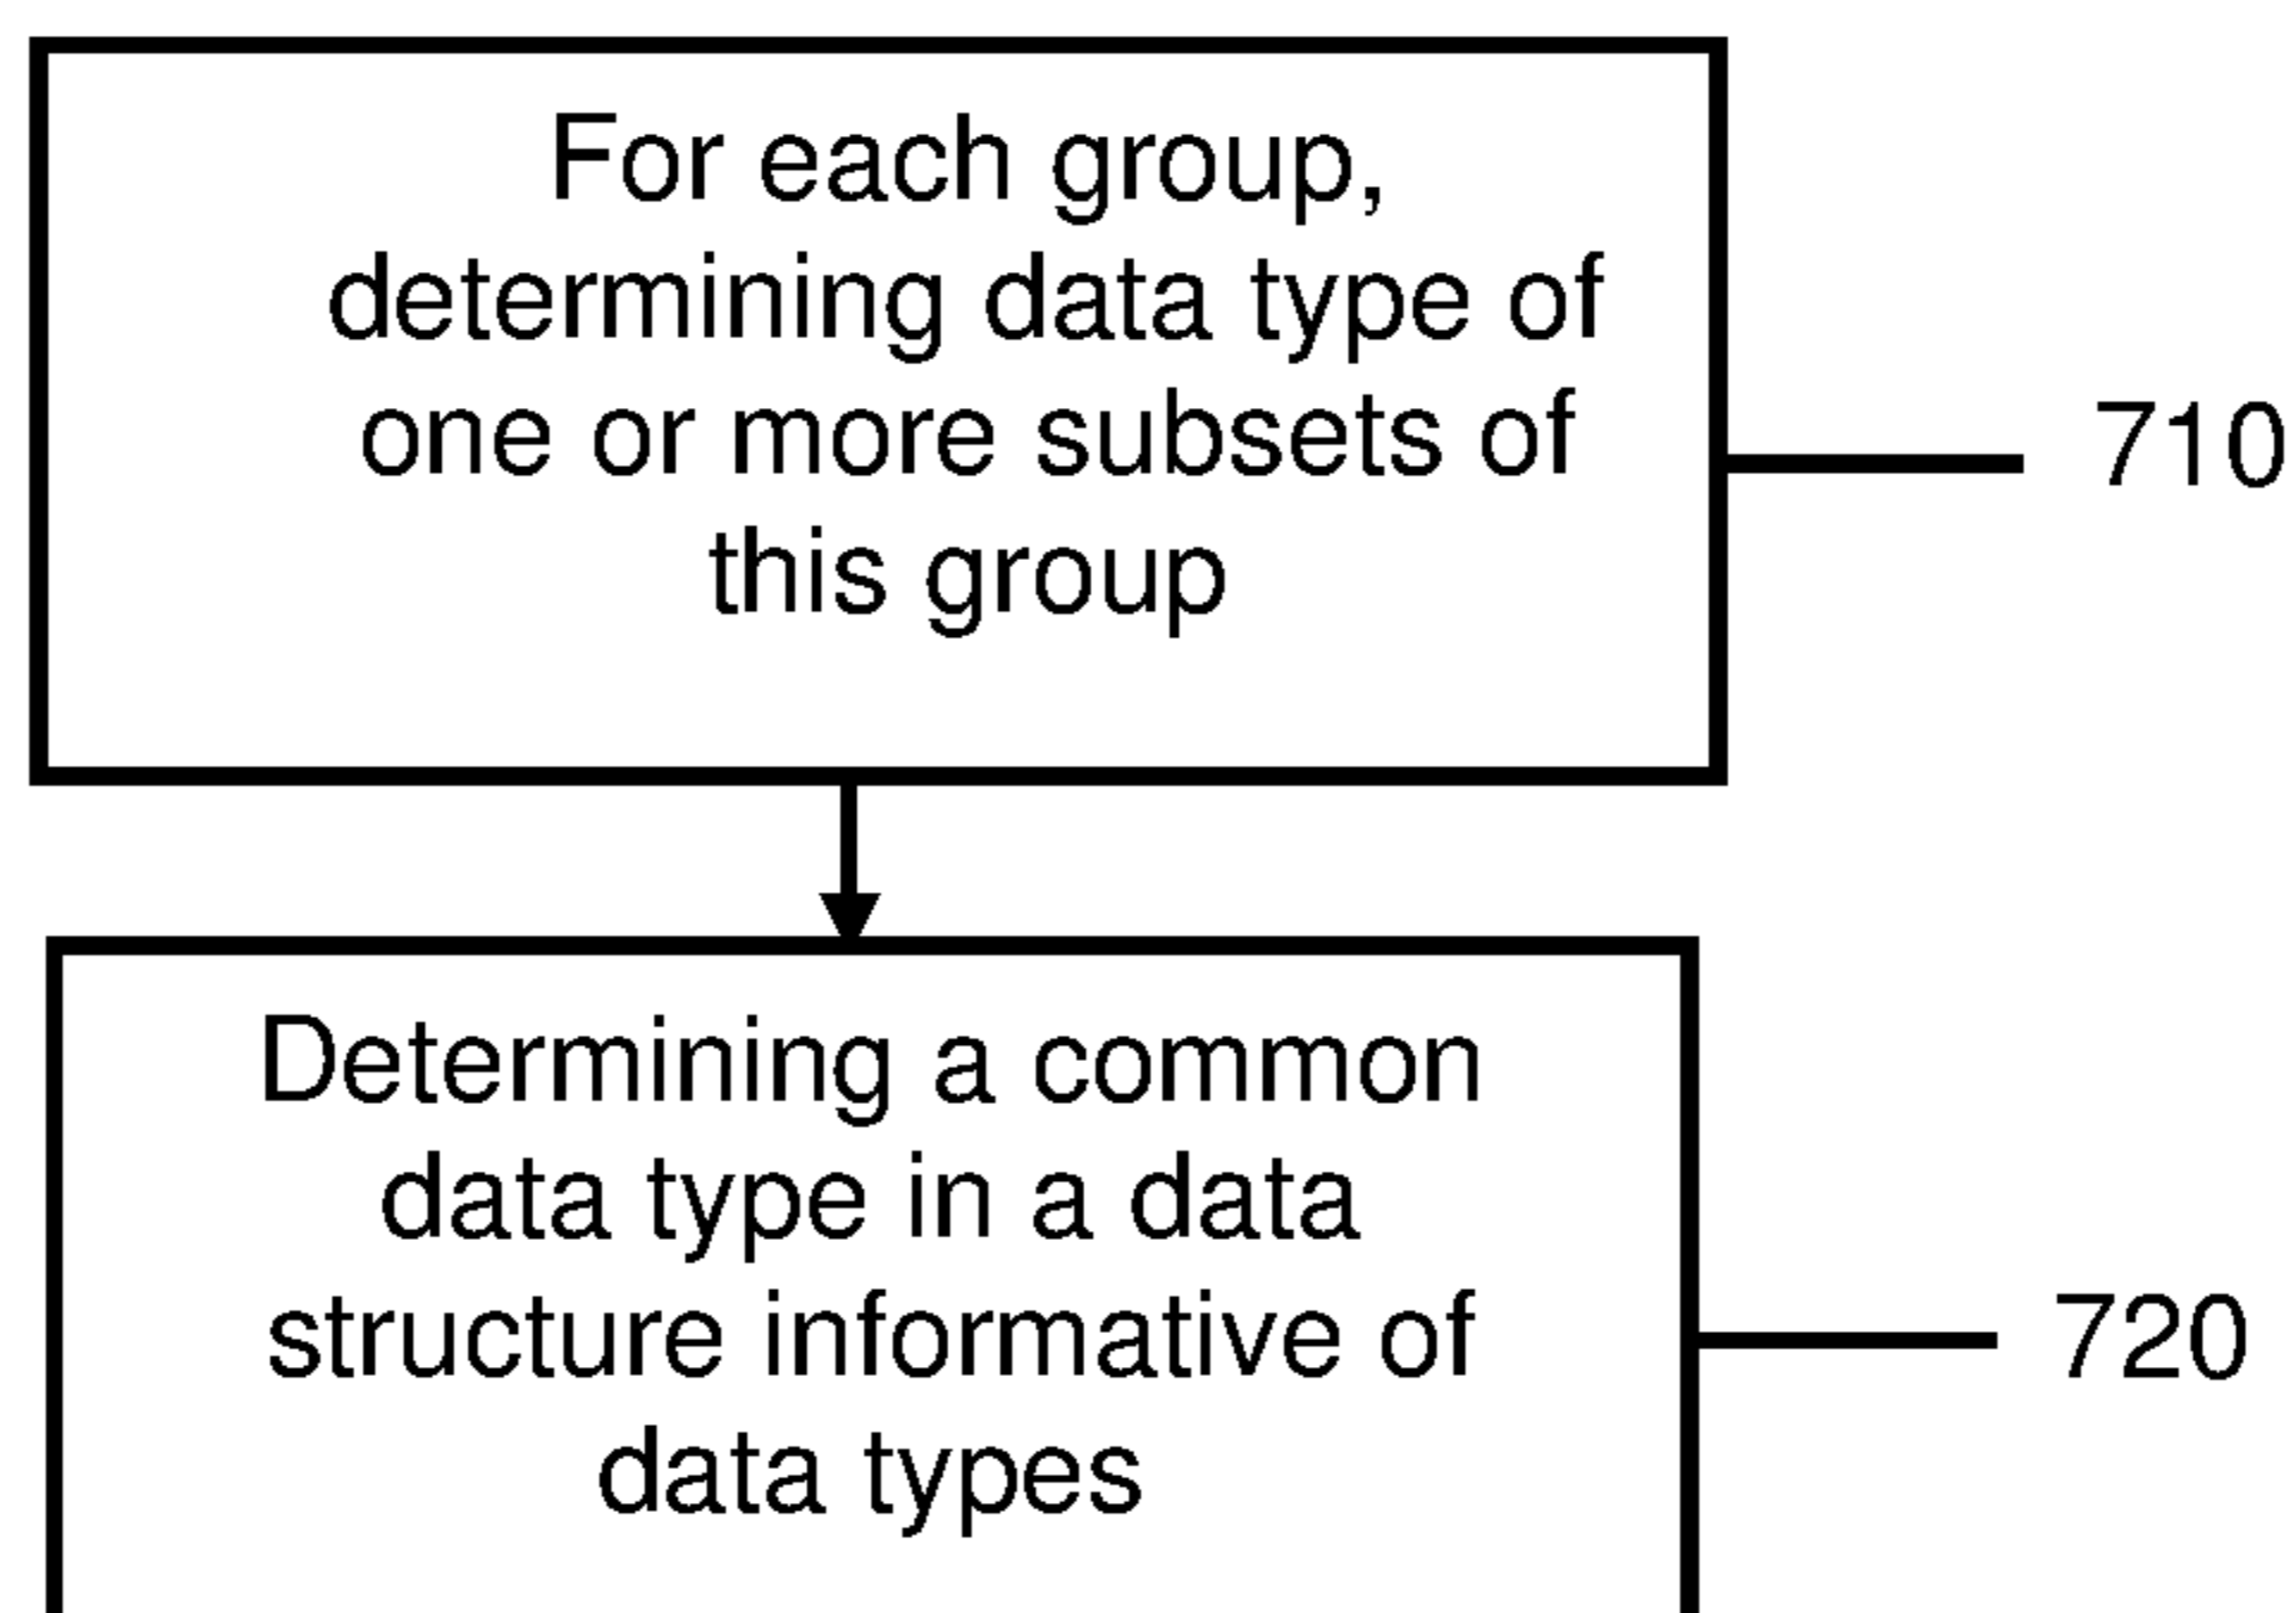 For each group,
determining data type of
one or more subsets of
this group
710
Determining a common
data type in a data
structure informative of
data types
720